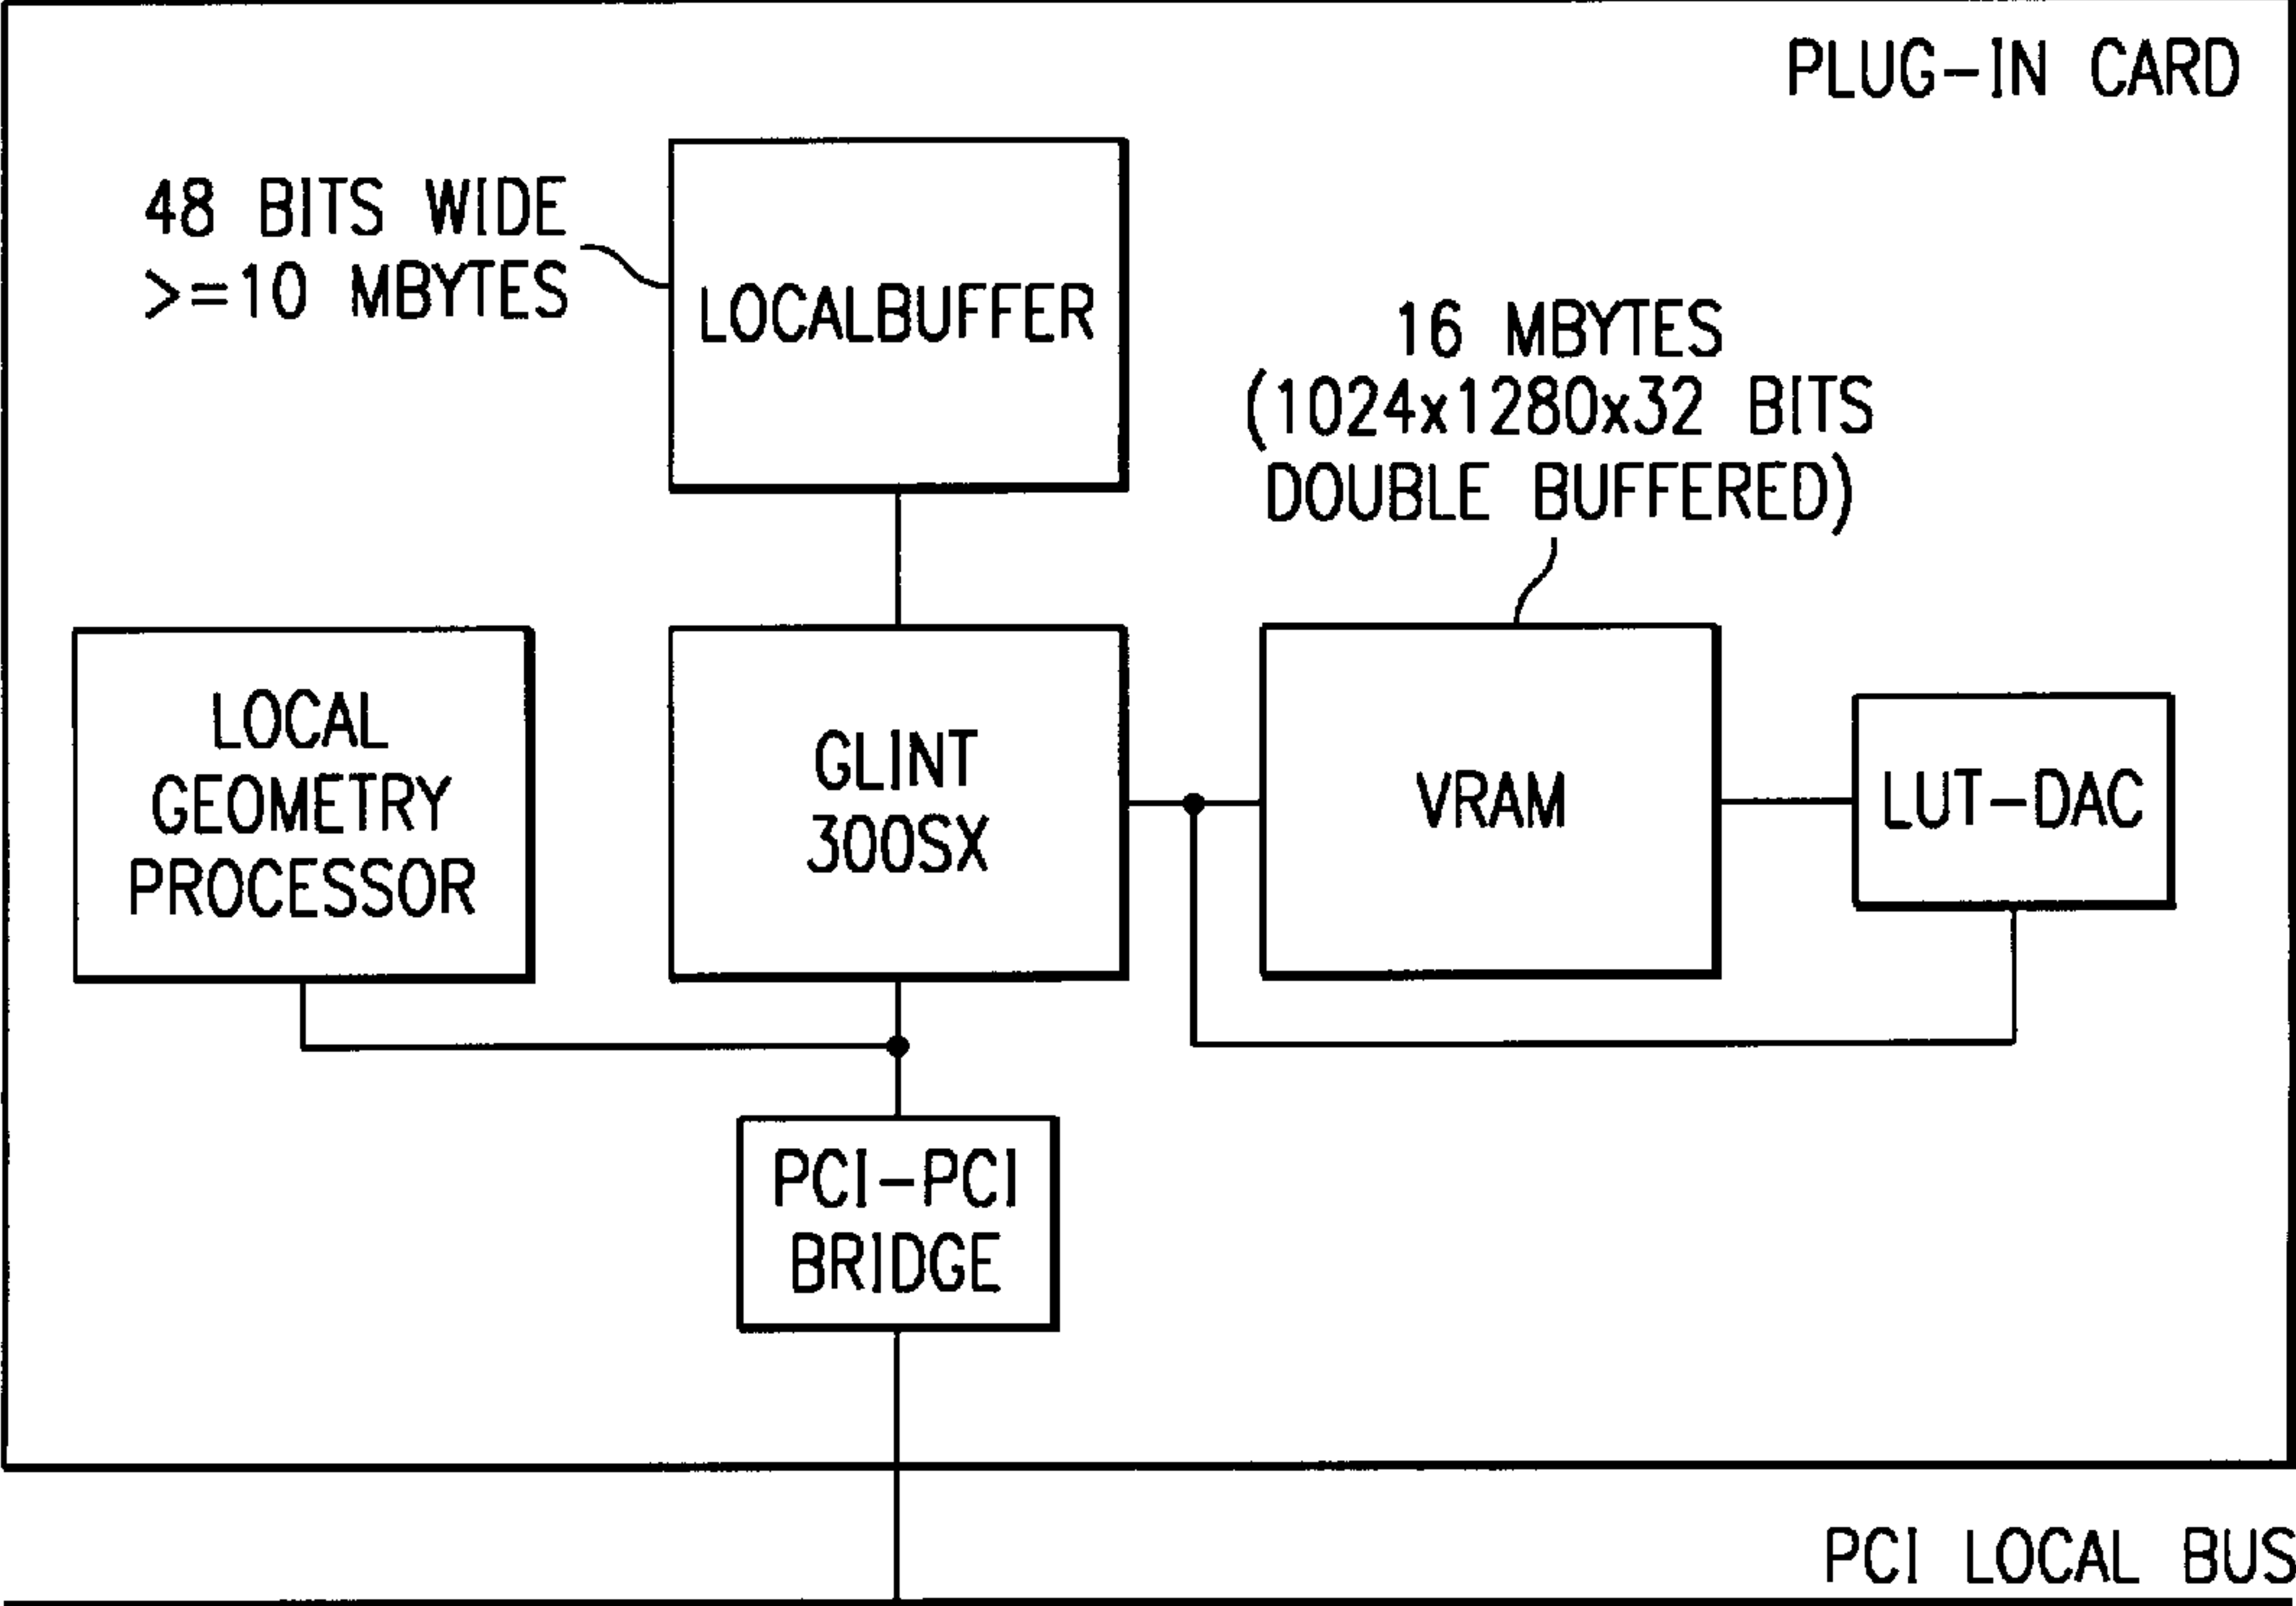 PLUG-IN CARD
48 BITS WIDE
>=10 MBYTES
LOCALBUFFER
16 MBYTES
(1024x1280x32 BITS
DOUBLE BUFFERED)
LOCAL
GEOMETRY
PROCESSOR
GLINT
300SX
VRAM
LUT-DAC
PCI-PCI
BRIDGE
PCI LOCAL BUS